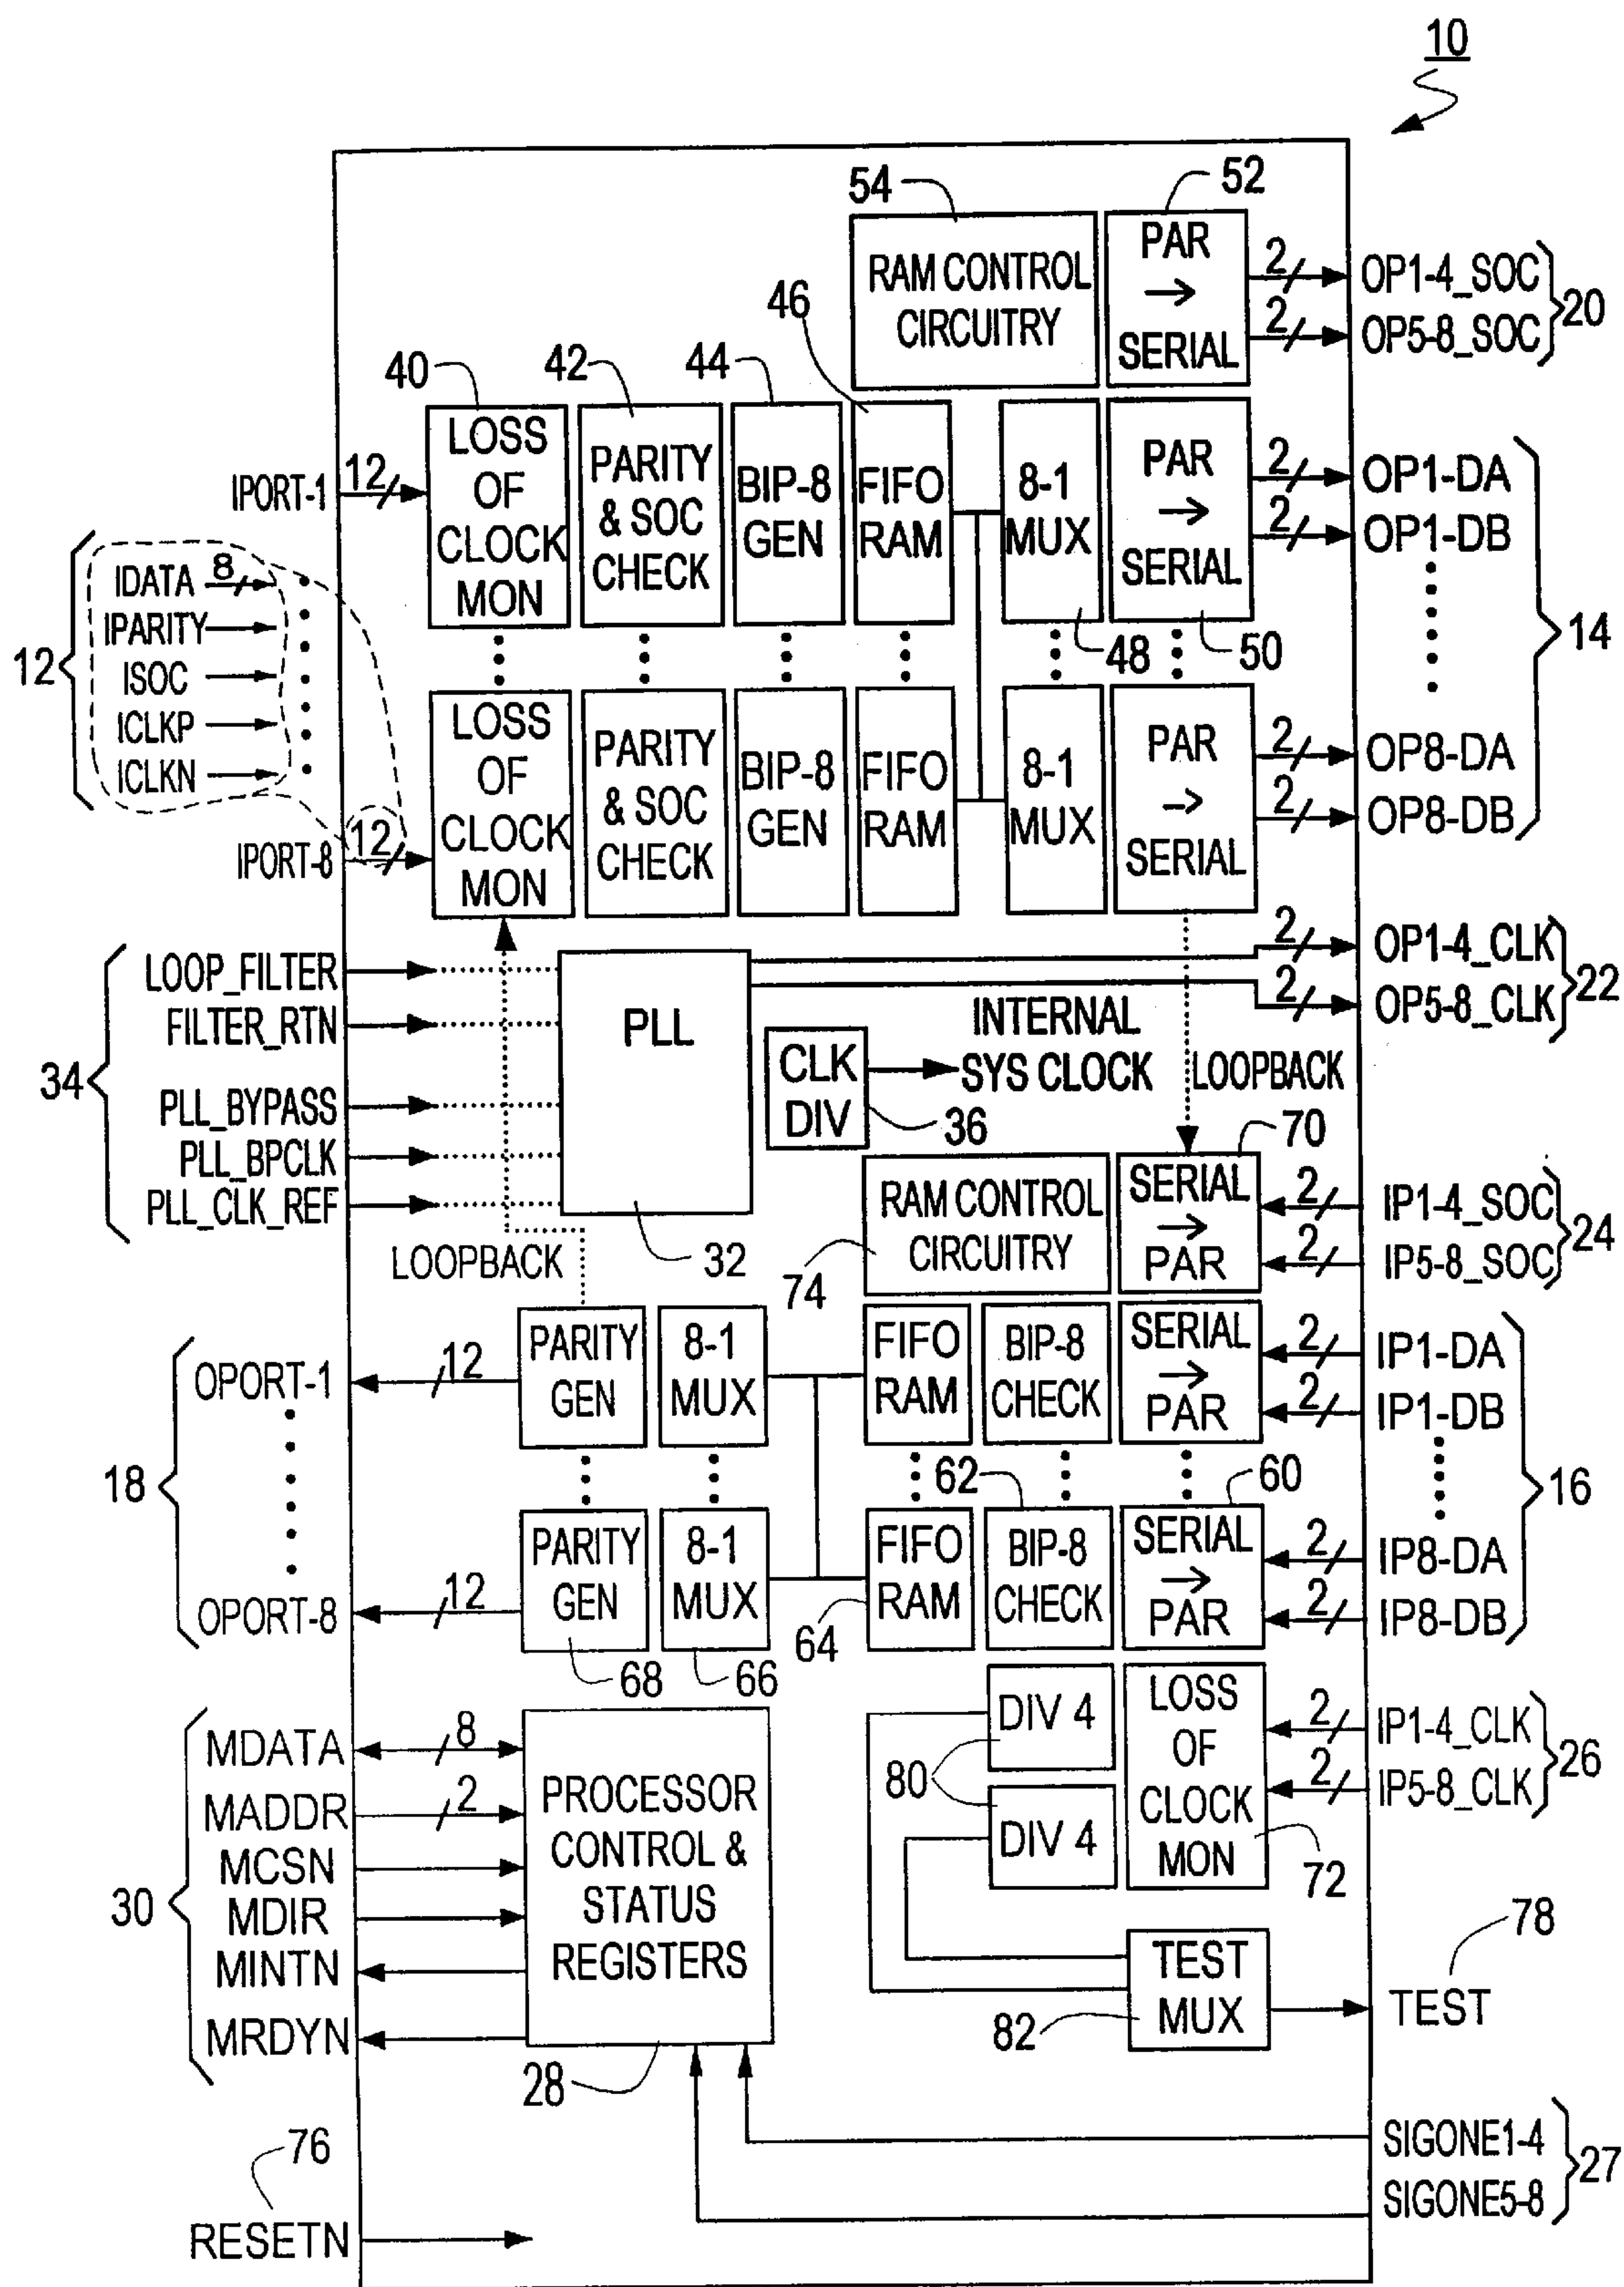 10
54
52
RAM CONTROL
CIRCUITRY
PAR
→
SERIAL
2
OP1-4_SOC
2
OP5-8_SOC
20
40
42
44
46
IPORT-1
12
LOSS
OF
CLOCK
MON
PARITY
& SOC
CHECK
BIP-8
GEN
FIFO
RAM
8-1
MUX
PAR
→
SERIAL
48
50
2
OP1-DA
2
OP1-DB
14
12
IDATA
8
IPARITY
ISOC
ICLKP
ICLKN
IPORT-8
12
LOSS
OF
CLOCK
MON
PARITY
& SOC
CHECK
BIP-8
GEN
FIFO
RAM
8-1
MUX
PAR
→
SERIAL
2
OP8-DA
2
OP8-DB
34
LOOP_FILTER
FILTER_RTN
PLL_BYPASS
PLL_BPCLK
PLL_CLK_REF
PLL
32
2
OP1-4_CLK
2
OP5-8_CLK
22
CLK
DIV
36
INTERNAL
SYS CLOCK
LOOPBACK
LOOPBACK
70
RAM CONTROL
CIRCUITRY
74
SERIAL
→
PAR
2
IP1-4_SOC
2
IP5-8_SOC
24
18
OPORT-1
12
PARITY
GEN
8-1
MUX
FIFO
RAM
BIP-8
CHECK
SERIAL
→
PAR
2
IP1-DA
2
IP1-DB
16
62
60
OPORT-8
12
PARITY
GEN
8-1
MUX
FIFO
RAM
BIP-8
CHECK
SERIAL
→
PAR
2
IP8-DA
2
IP8-DB
68
66
64
30
MDATA
8
MADDR
2
MCSN
MDIR
MINTN
MRDYN
PROCESSOR
CONTROL &
STATUS
REGISTERS
28
DIV 4
80
DIV 4
LOSS
OF
CLOCK
MON
72
2
IP1-4_CLK
2
IP5-8_CLK
26
TEST
MUX
82
78
TEST
SIGONE1-4
SIGONE5-8
27
76
RESETN